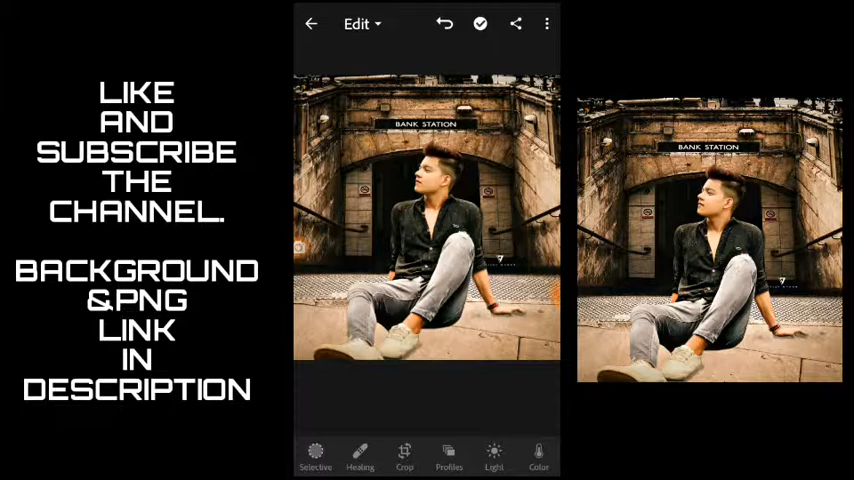 LIKE
AND
SUBSCRIBE
THE
CHANNEL.
BACKGROUND
&PNG
LINK
IN
DESCRIPTION
Edit
BANK STATION
Selective
Healing
Crop
Profiles
Light
Color
BANK STATION